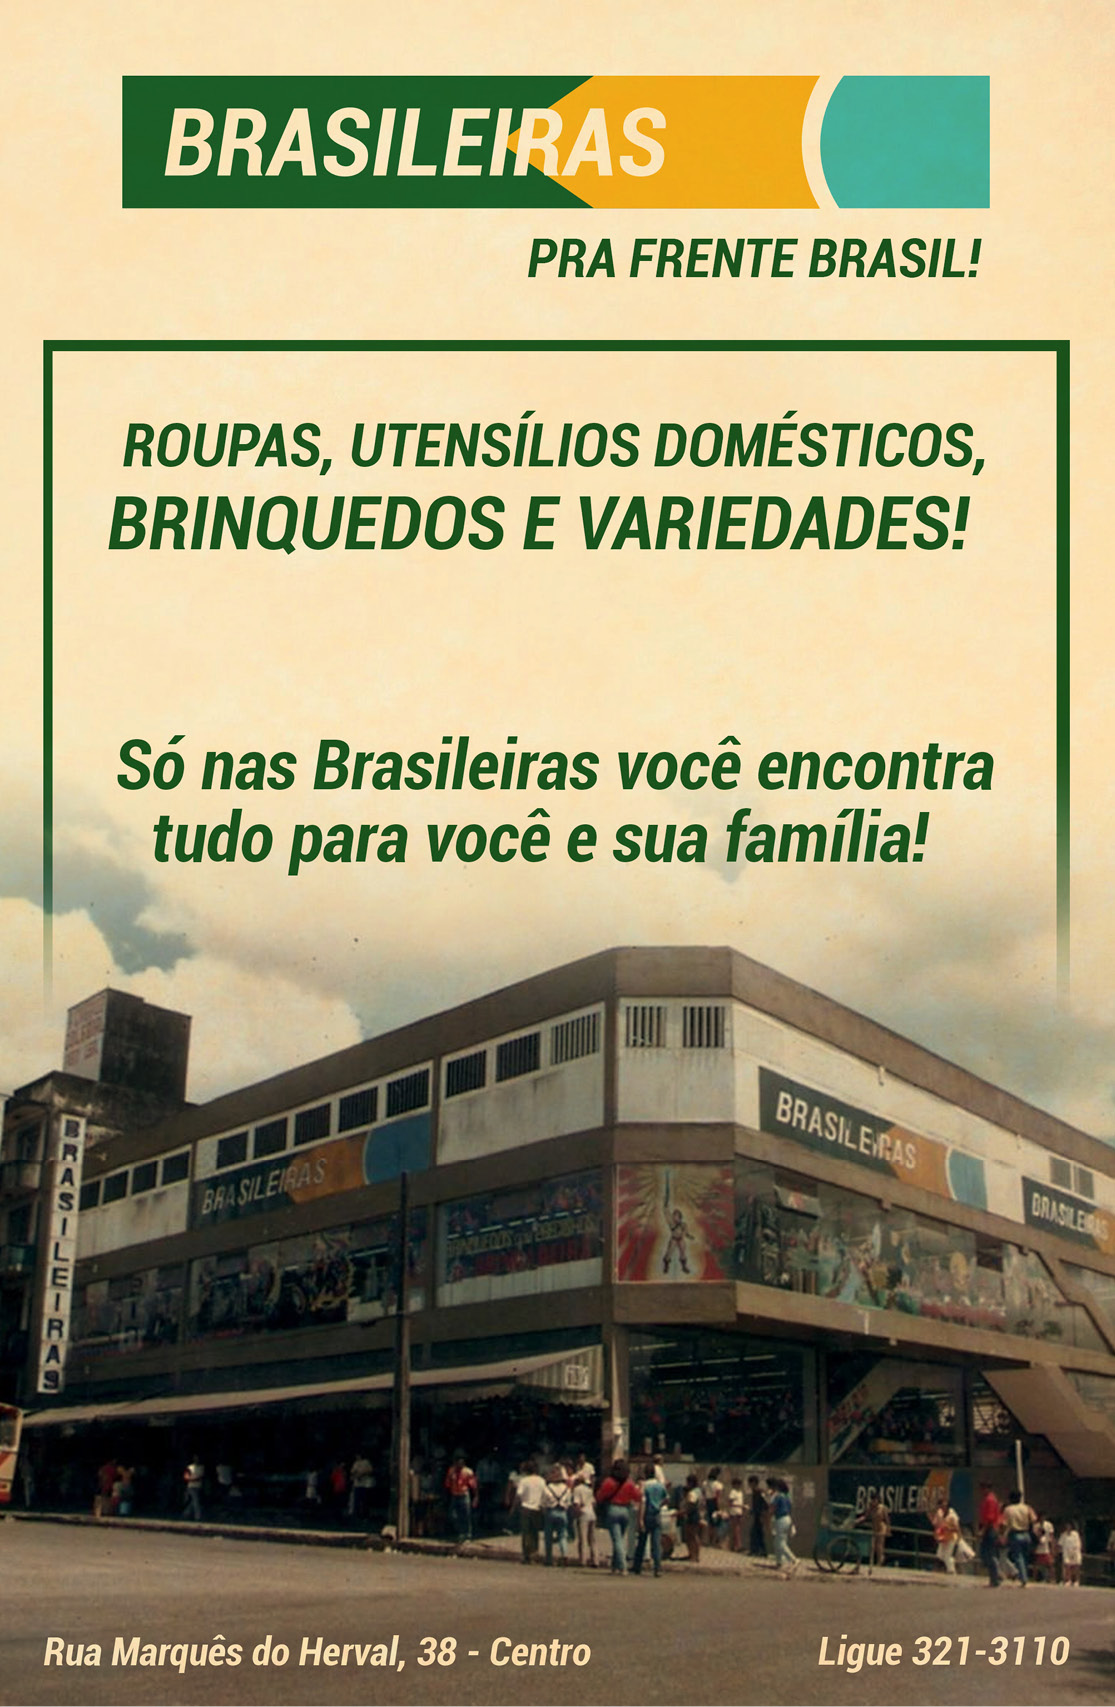 BRASILEIRAS
PRA FRENTE BRASIL!
ROUPAS, UTENSÍLIOS DOMÉSTICOS,
BRINQUEDOS E VARIEDADES!
Só nas Brasileiras você encontra
tudo para você e sua família!
BRASILEIRAS
BRASILEIRAS
BRASILEIRAS
BRASILEIRAS
BRASILEIRAS
Rua Marquês do Herval, 38 - Centro
Ligue 321-3110